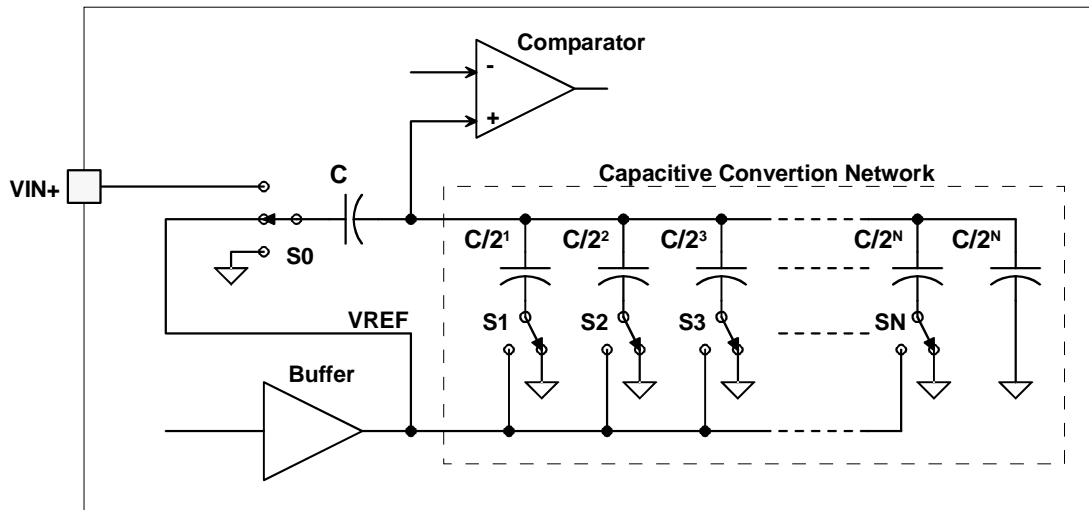 Comparator
-
+
VIN+
C
Capacitive Convertion Network
C/2¹ C/2² C/2³ C/2ᴺ C/2ᴺ
S0
VREF S1 S2 S3 SN
Buffer